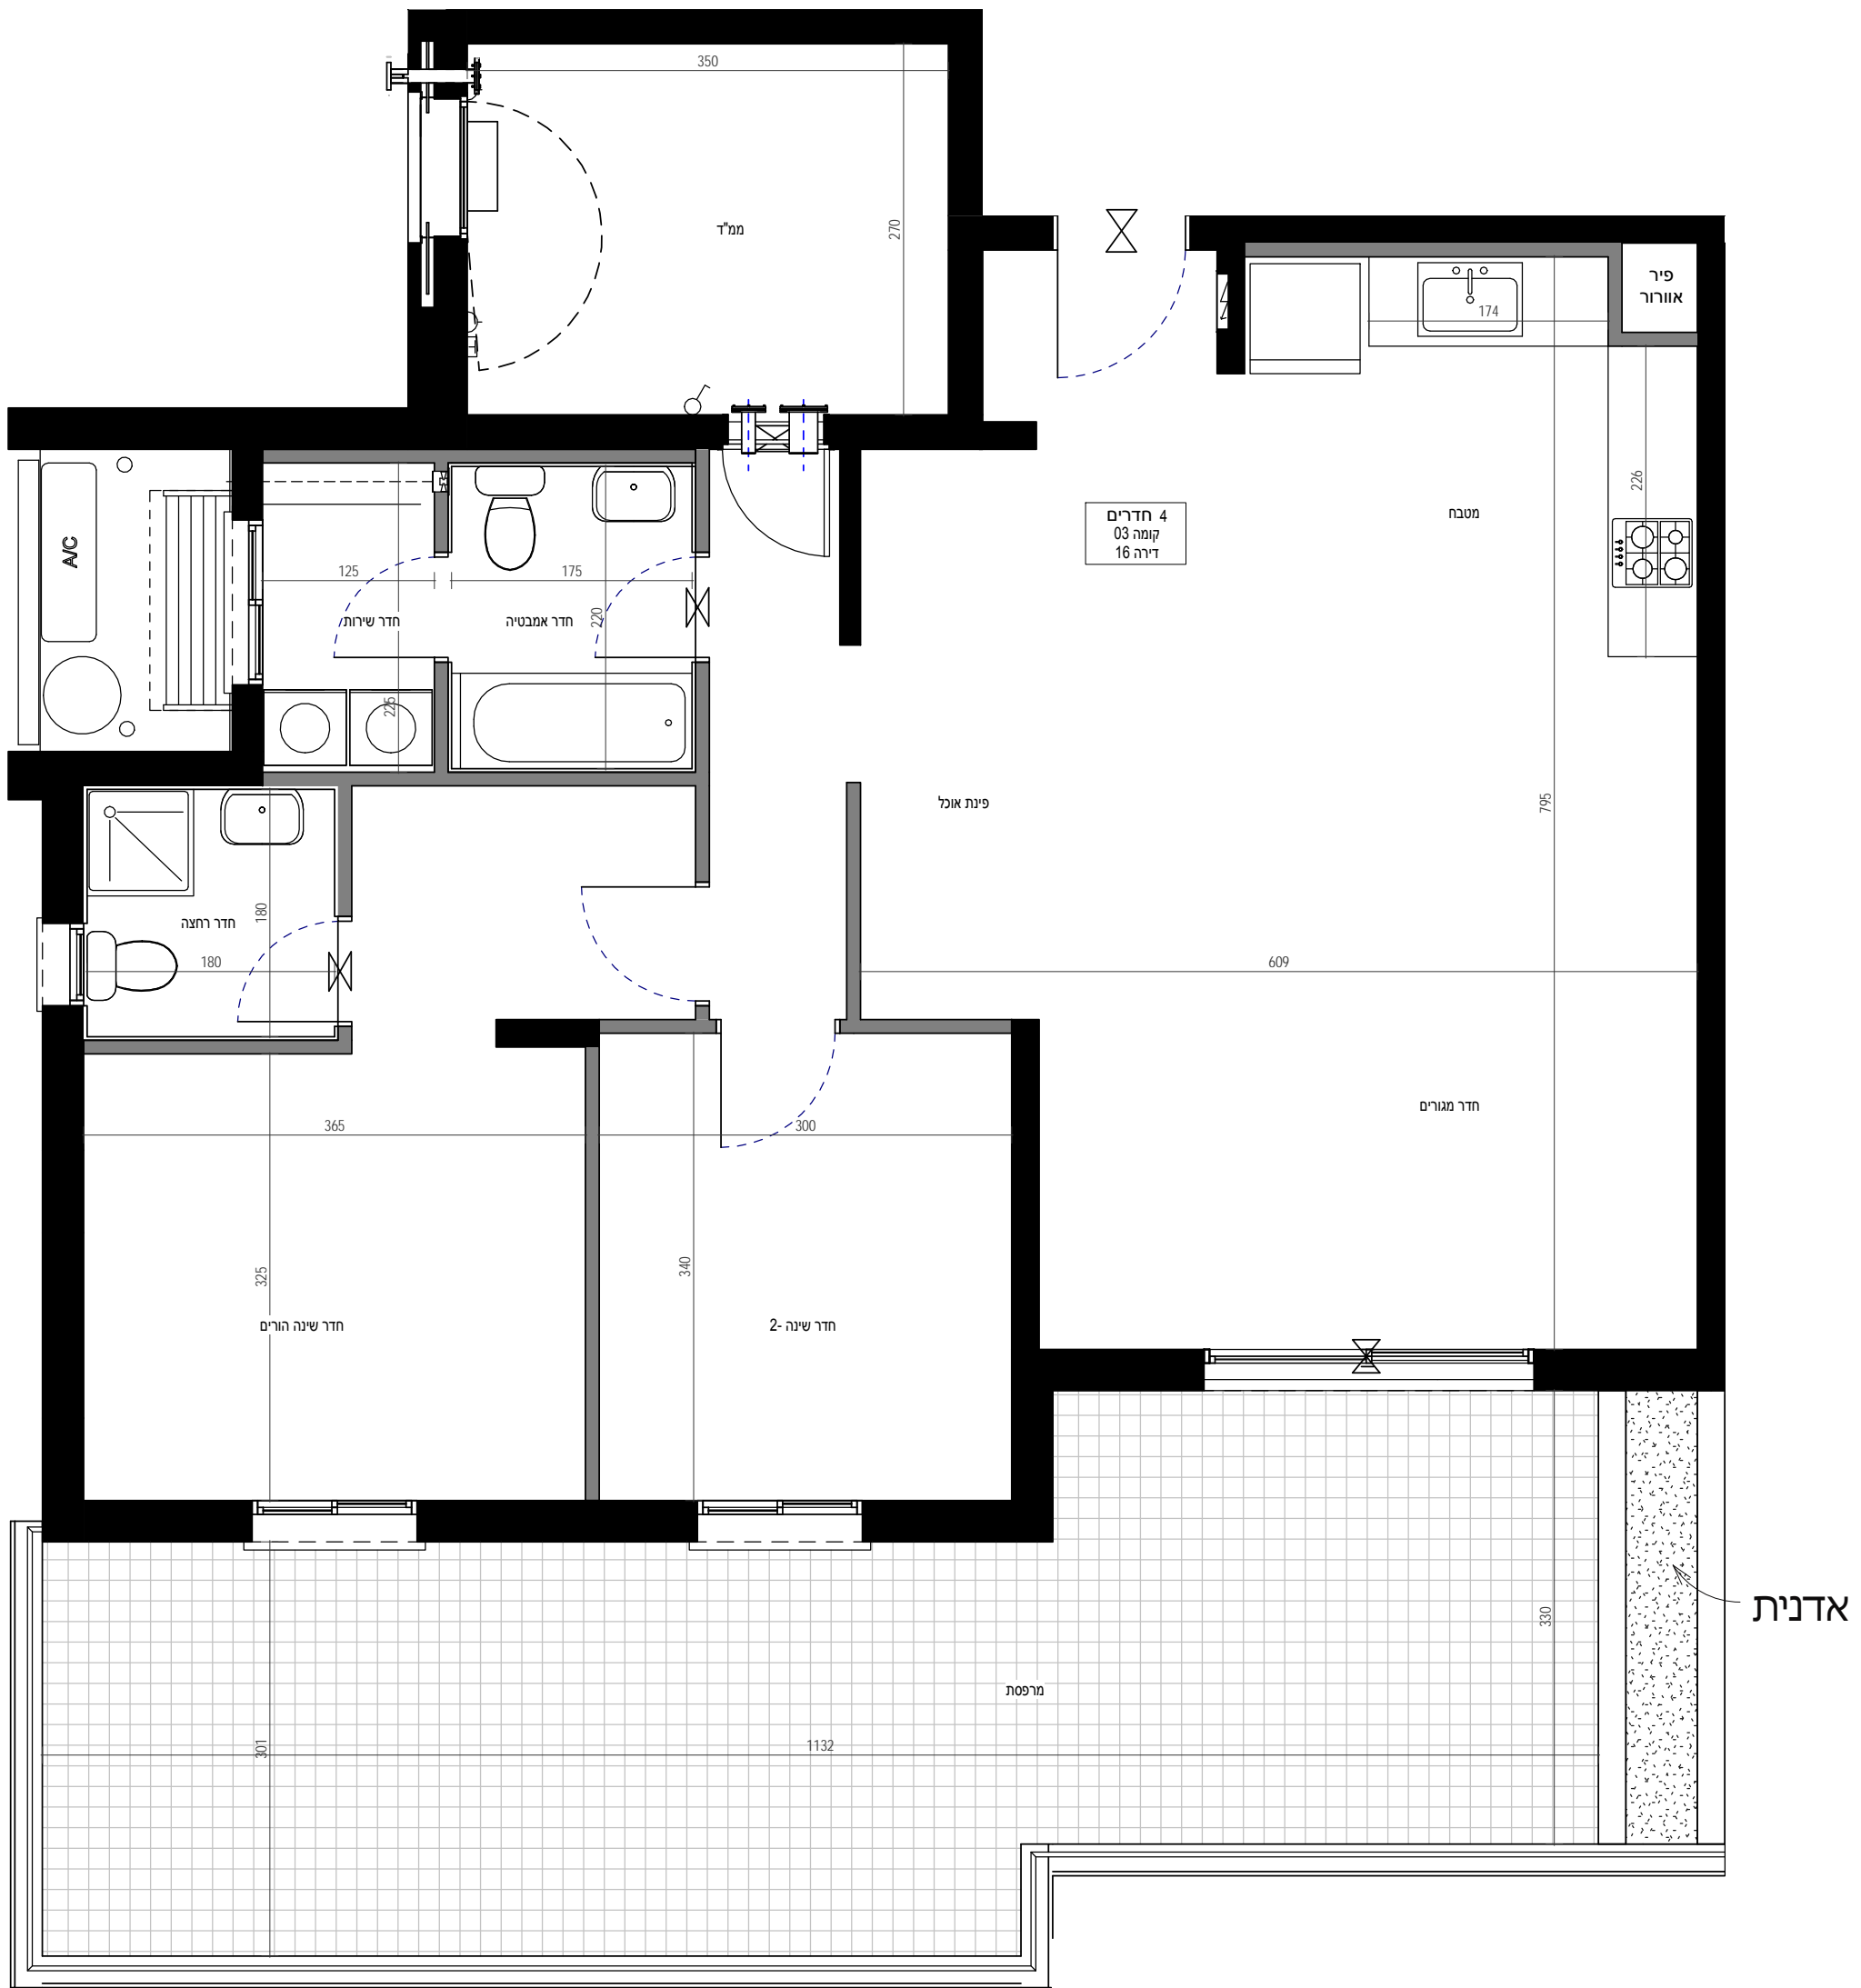 350
ממ"ד
270
פיר
אוורור
174
226
מטבח
4 חדרים
קומה 03
דירה 16
A/C
125
175
חדר שירות
חדר אמבטיה
220
225
פינת אוכל
795
חדר רחצה
180
180
609
חדר מגורים
365
300
325
340
חדר שינה הורים
חדר שינה -2
330
אדנית
מרפסת
301
1132